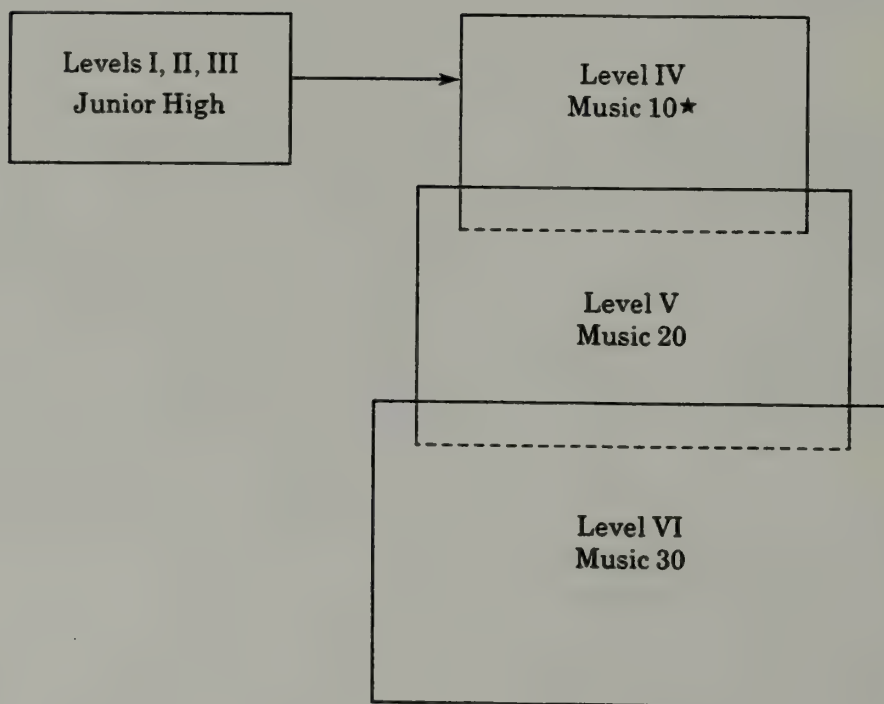 Levels I, II, III
Junior High
Level IV
Music 10★
Level V
Music 20
Level VI
Music 30